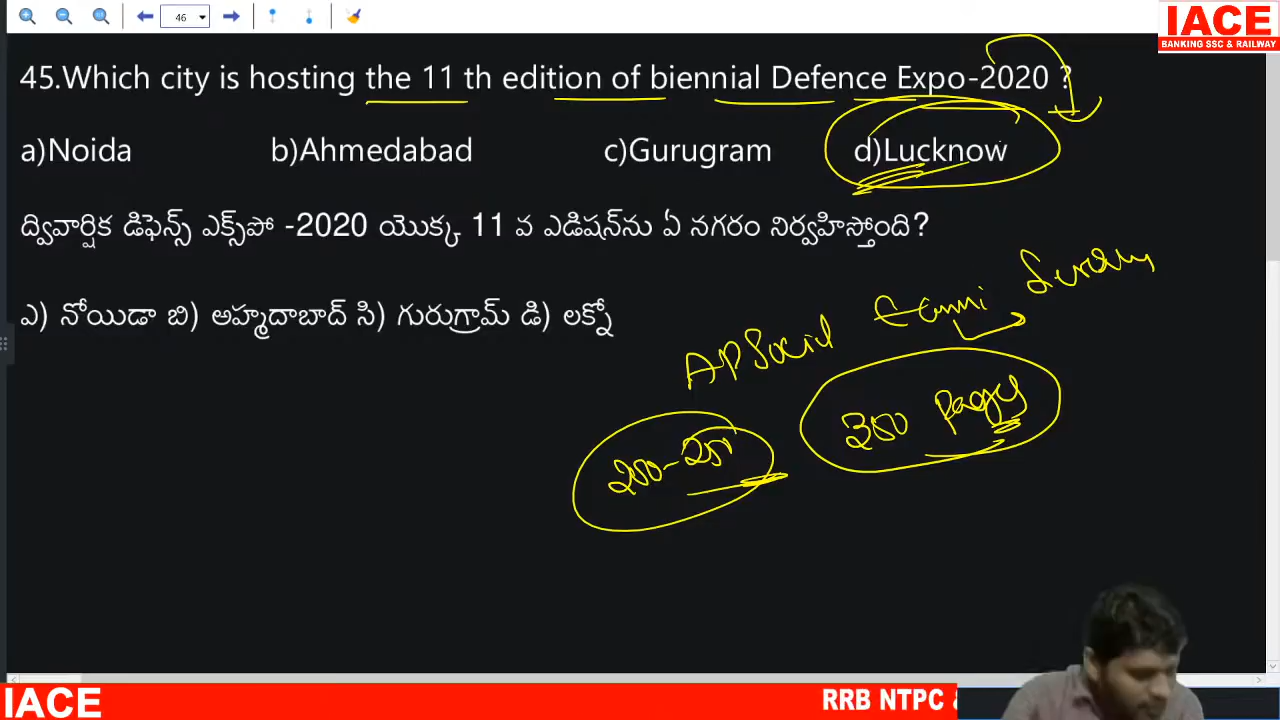 46
IACE
BANKING SSC & RAILWAY
45.Which city is hosting the 11 th edition of biennial Defence Expo-2020 ?
a)Noida b)Ahmedabad c)Gurugram d)Lucknow
ద్వివార్షిక డిఫెన్స్ ఎక్స్‌పో -2020 యొక్క 11 వ ఎడిషన్‌ను ఏ నగరం నిర్వహిస్తోంది?
ఎ) నోయిడా బి) అహ్మదాబాద్ సి) గురుగ్రామ్ డి) లక్నో
AP Social
300 pages
200-250
IACE
RRB NTPC &